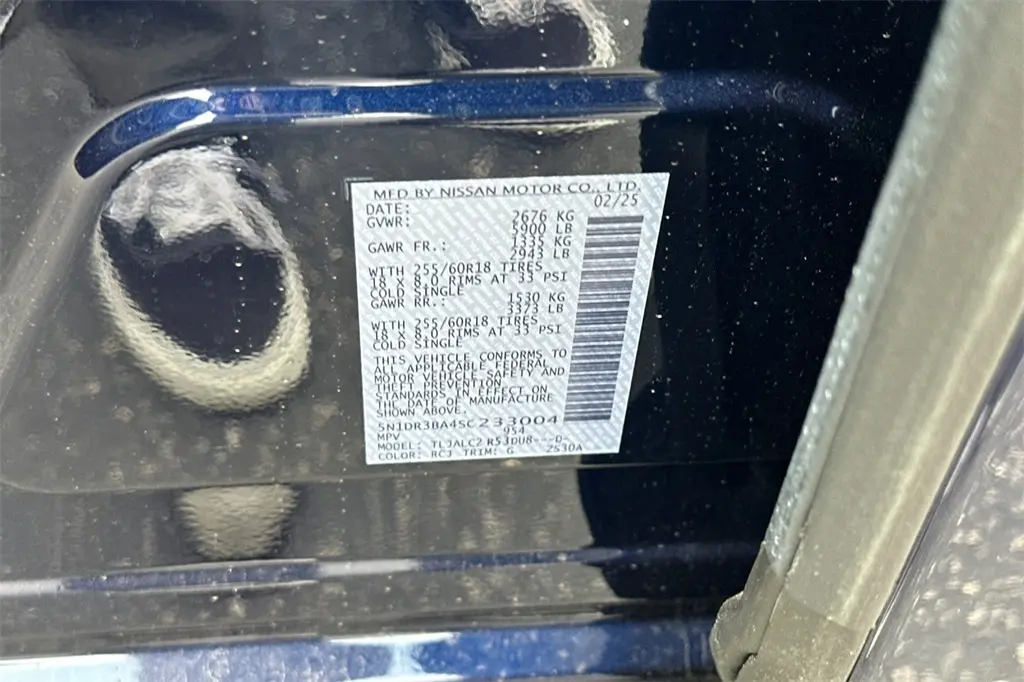 MFD BY NISSAN MOTOR CO., LTD.
DATE: 02/25
GVWR: 2676 KG
5900 LB
GAWR FR.: 1335 KG
2943 LB
WITH 255/60R18 TIRES
18 X 8.0 RIMS AT 33 PSI
COLD SINGLE
GAWR RR.: 1530 KG
3373 LB
WITH 255/60R18 TIRES
18 X 8.0 RIMS AT 33 PSI
COLD SINGLE
THIS VEHICLE CONFORMS TO
ALL APPLICABLE FEDERAL
MOTOR VEHICLE SAFETY AND
THEFT PREVENTION
STANDARDS IN EFFECT ON
THE DATE OF MANUFACTURE
SHOWN ABOVE.
5N1DR3BA4SC233004
MPV 954
MODEL: TLJALC2 R53DU8---D-
COLOR: RCJ TRIM: G 2S30A